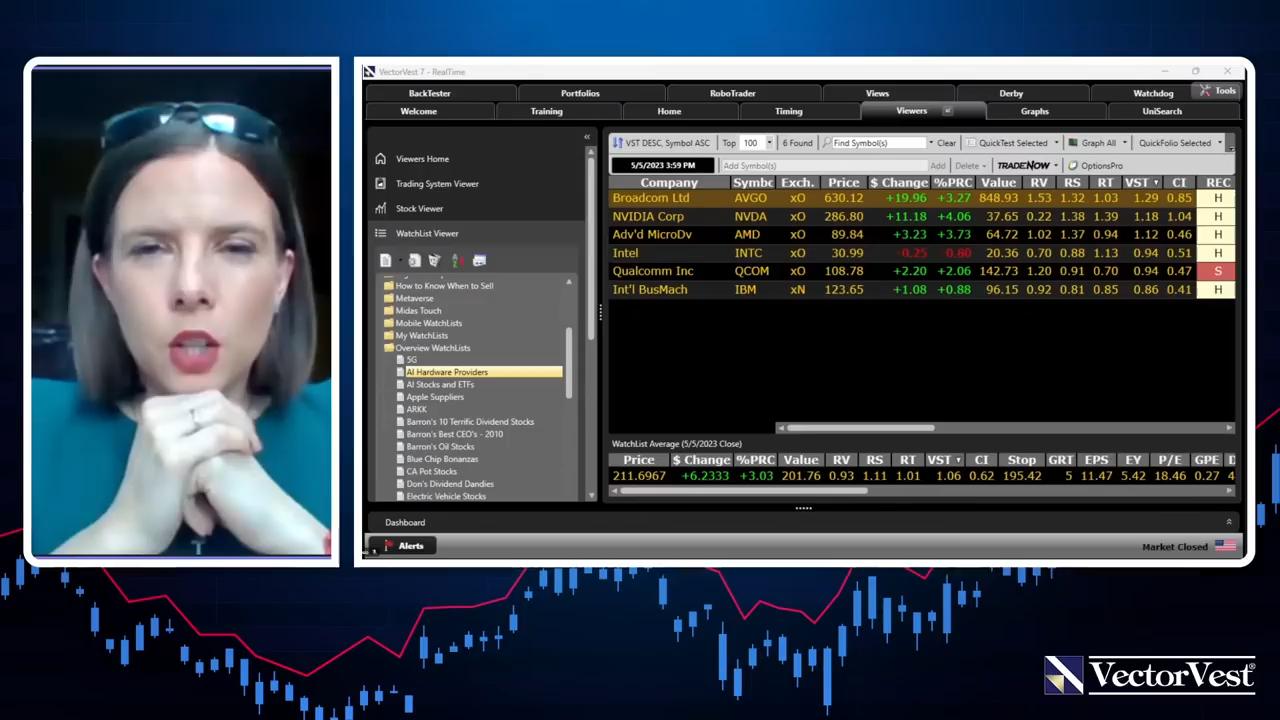 VectorVest 7 - RealTime
BackTester Portfolios RoboTrader Views Derby Watchdog Tools
Welcome Training Home Timing Viewers Graphs UniSearch
Viewers Home
Trading System Viewer
Stock Viewer
WatchList Viewer
How to Know When to Sell
Metaverse
Midas Touch
Mobile WatchLists
My WatchLists
Overview WatchLists
5G
AI Hardware Providers
AI Stocks and ETFs
Apple Suppliers
ARKK
Barron's 10 Terrific Dividend Stocks
Barron's Best CEO's - 2010
Barron's Oil Stocks
Blue Chip Bonanzas
CA Pot Stocks
Don's Dividend Dandies
Electric Vehicle Stocks
VST DESC, Symbol ASC Top 100 6 Found Find Symbol(s) Clear QuickTest Selected Graph All QuickFolio Selected
5/5/2023 3:59 PM Add Symbol(s) Add Delete TRADENOW OptionsPro
Company Symbc Exch. Price $ Change %PRC Value RV RS RT VST CI REC
Broadcom Ltd AVGO xO 630.12 +19.96 +3.27 848.93 1.53 1.32 1.03 1.29 0.85 H
NVIDIA Corp NVDA xO 286.80 +11.18 +4.06 37.65 0.22 1.38 1.39 1.18 1.04 H
Adv'd MicroDv AMD xO 89.84 +3.23 +3.73 64.72 1.02 1.37 0.94 1.12 0.46 H
Intel INTC xO 30.99 -0.25 0.80 20.36 0.70 0.88 1.13 0.94 0.51 H
Qualcomm Inc QCOM xO 108.78 +2.20 +2.06 142.73 1.20 0.91 0.70 0.94 0.47 S
Int'l BusMach IBM xN 123.65 +1.08 +0.88 96.15 0.92 0.81 0.85 0.86 0.41 H
WatchList Average (5/5/2023 Close)
Price $ Change %PRC Value RV RS RT VST CI Stop GRT EPS EY P/E GPE D
211.6967 +6.2333 +3.03 201.76 0.93 1.11 1.01 1.06 0.62 195.42 5 11.47 5.42 18.46 0.27 4
Dashboard
Alerts
Market Closed
VectorVest®